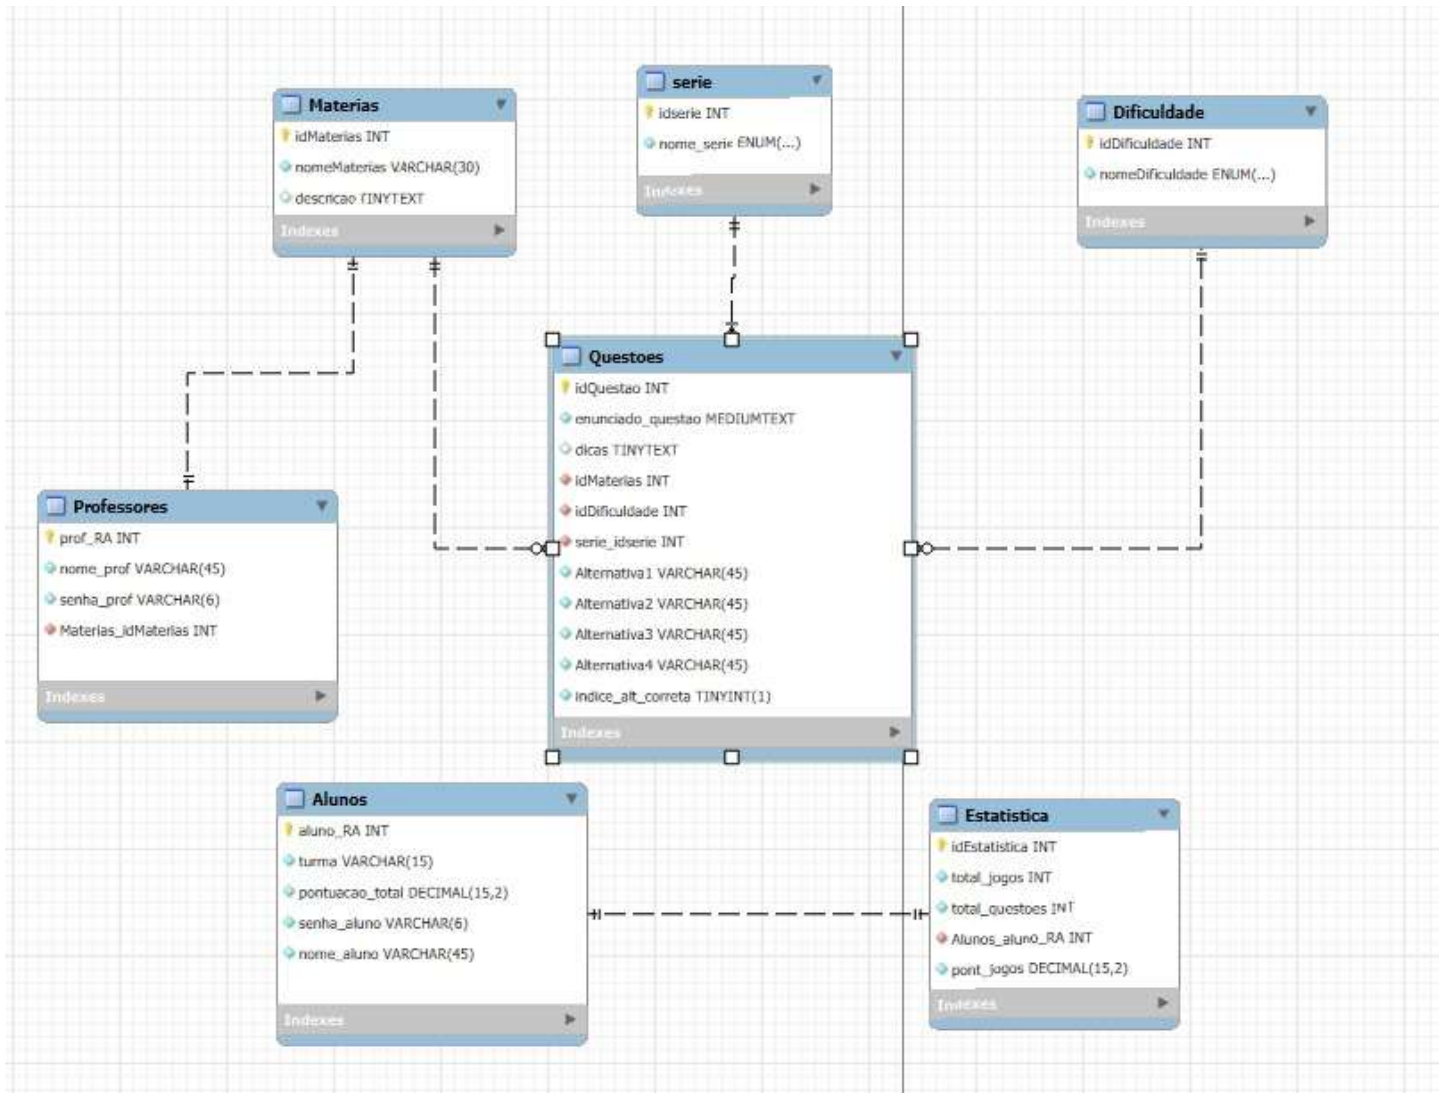 Materias
idMaterias INT
nomeMaterias VARCHAR(30)
descricao TINYTEXT
Indexes
serie
idserie INT
nome_serie ENUM(...)
Indexes
Dificuldade
idDificuldade INT
nomeDificuldade ENUM(...)
Indexes
Questoes
idQuestao INT
enunciado_questao MEDIUMTEXT
dicas TINYTEXT
idMaterias INT
idDificuldade INT
serie_idserie INT
Alternativa1 VARCHAR(45)
Alternativa2 VARCHAR(45)
Alternativa3 VARCHAR(45)
Alternativa4 VARCHAR(45)
indice_alt_correta TINYINT(1)
Indexes
Professores
prof_RA INT
nome_prof VARCHAR(45)
senha_prof VARCHAR(6)
Materias_idMaterias INT
Indexes
Alunos
aluno_RA INT
turma VARCHAR(15)
pontuacao_total DECIMAL(15,2)
senha_aluno VARCHAR(6)
nome_aluno VARCHAR(45)
Indexes
Estatistica
idEstatistica INT
total_jogos INT
total_questoes INT
Alunos_aluno_RA INT
pont_jogos DECIMAL(15,2)
Indexes